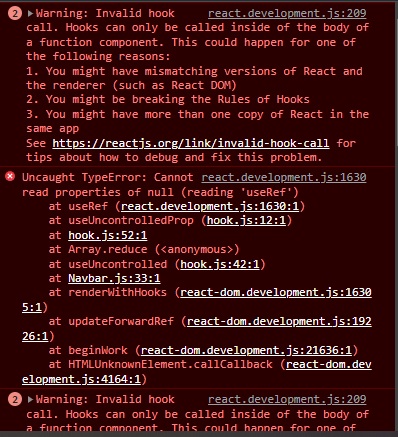 2 ▶Warning: Invalid hook react.development.js:209
call. Hooks can only be called inside of the body of
a function component. This could happen for one of
the following reasons:
1. You might have mismatching versions of React and
the renderer (such as React DOM)
2. You might be breaking the Rules of Hooks
3. You might have more than one copy of React in the
same app
See https://reactjs.org/link/invalid-hook-call for
tips about how to debug and fix this problem.
Uncaught TypeError: Cannot react.development.js:1630
read properties of null (reading 'useRef')
at useRef (react.development.js:1630:1)
at useUncontrolledProp (hook.js:12:1)
at hook.js:52:1
at Array.reduce (<anonymous>)
at useUncontrolled (hook.js:42:1)
at Navbar.js:33:1
at renderWithHooks (react-dom.development.js:1630
5:1)
at updateForwardRef (react-dom.development.js:192
26:1)
at beginWork (react-dom.development.js:21636:1)
at HTMLUnknownElement.callCallback (react-dom.dev
elopment.js:4164:1)
2 ▶Warning: Invalid hook react.development.js:209
call. Hooks can only be called inside of the body of
a function component. This could happen for one of